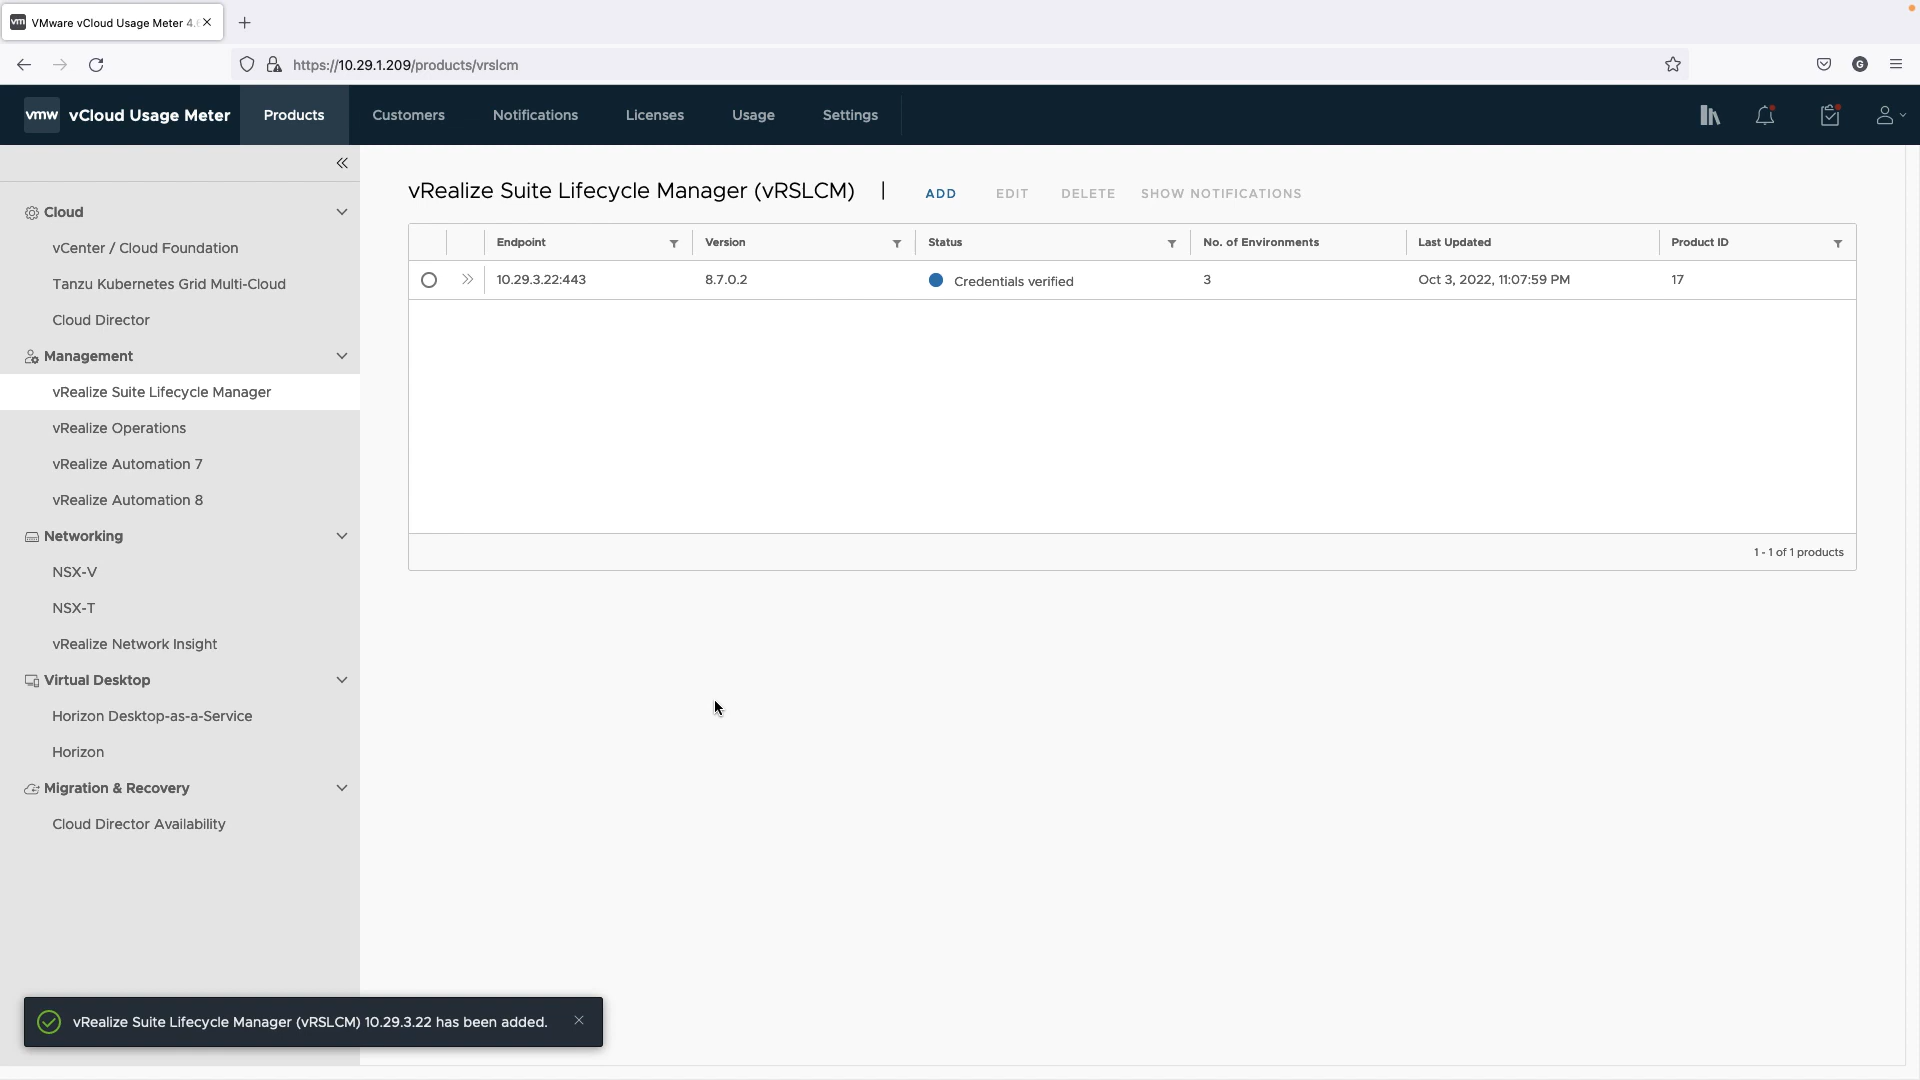 VMware vCloud Usage Meter 4.
https://10.29.1.209/products/vrslcm
G
vmw vCloud Usage Meter Products Customers Notifications Licenses Usage Settings
Cloud
vCenter / Cloud Foundation
Tanzu Kubernetes Grid Multi-Cloud
Cloud Director
Management
vRealize Suite Lifecycle Manager
vRealize Operations
vRealize Automation 7
vRealize Automation 8
Networking
NSX-V
NSX-T
vRealize Network Insight
Virtual Desktop
Horizon Desktop-as-a-Service
Horizon
Migration & Recovery
Cloud Director Availability
vRealize Suite Lifecycle Manager (vRSLCM) | ADD EDIT DELETE SHOW NOTIFICATIONS
Endpoint Version Status No. of Environments Last Updated Product ID
10.29.3.22:443 8.7.0.2 Credentials verified 3 Oct 3, 2022, 11:07:59 PM 17
1 - 1 of 1 products
vRealize Suite Lifecycle Manager (vRSLCM) 10.29.3.22 has been added.